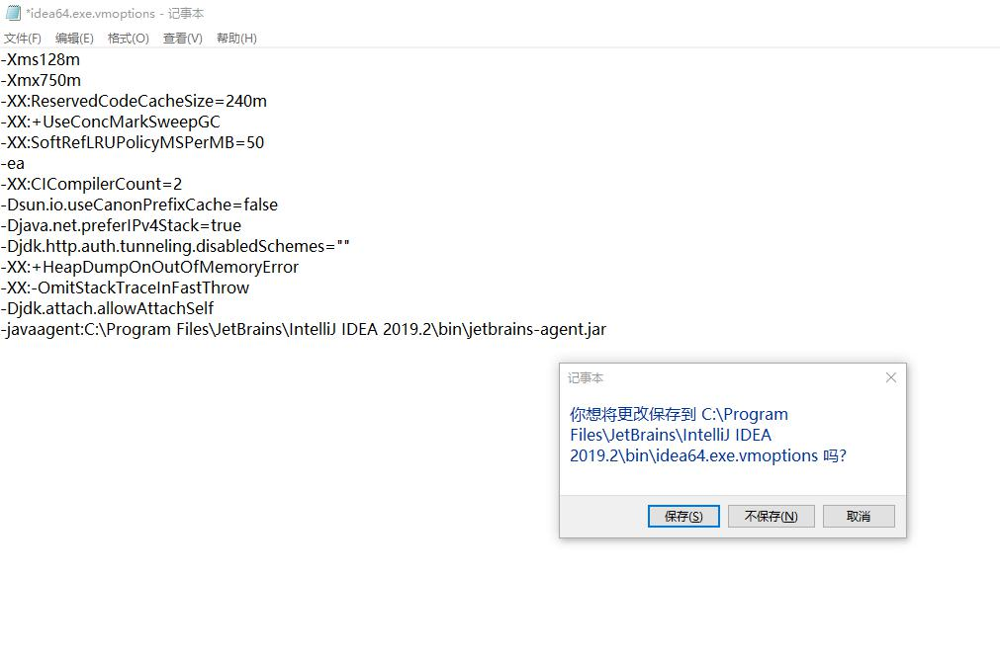 *idea64.exe.vmoptions - 记事本
文件(F) 编辑(E) 格式(O) 查看(V) 帮助(H)
-Xms128m
-Xmx750m
-XX:ReservedCodeCacheSize=240m
-XX:+UseConcMarkSweepGC
-XX:SoftRefLRUPolicyMSPerMB=50
-ea
-XX:CICompilerCount=2
-Dsun.io.useCanonPrefixCache=false
-Djava.net.preferIPv4Stack=true
-Djdk.http.auth.tunneling.disabledSchemes=""
-XX:+HeapDumpOnOutOfMemoryError
-XX:-OmitStackTraceInFastThrow
-Djdk.attach.allowAttachSelf
-javaagent:C:\Program Files\JetBrains\IntelliJ IDEA 2019.2\bin\jetbrains-agent.jar
记事本
你想将更改保存到 C:\Program
Files\JetBrains\IntelliJ IDEA
2019.2\bin\idea64.exe.vmoptions 吗?
保存(S) 不保存(N) 取消